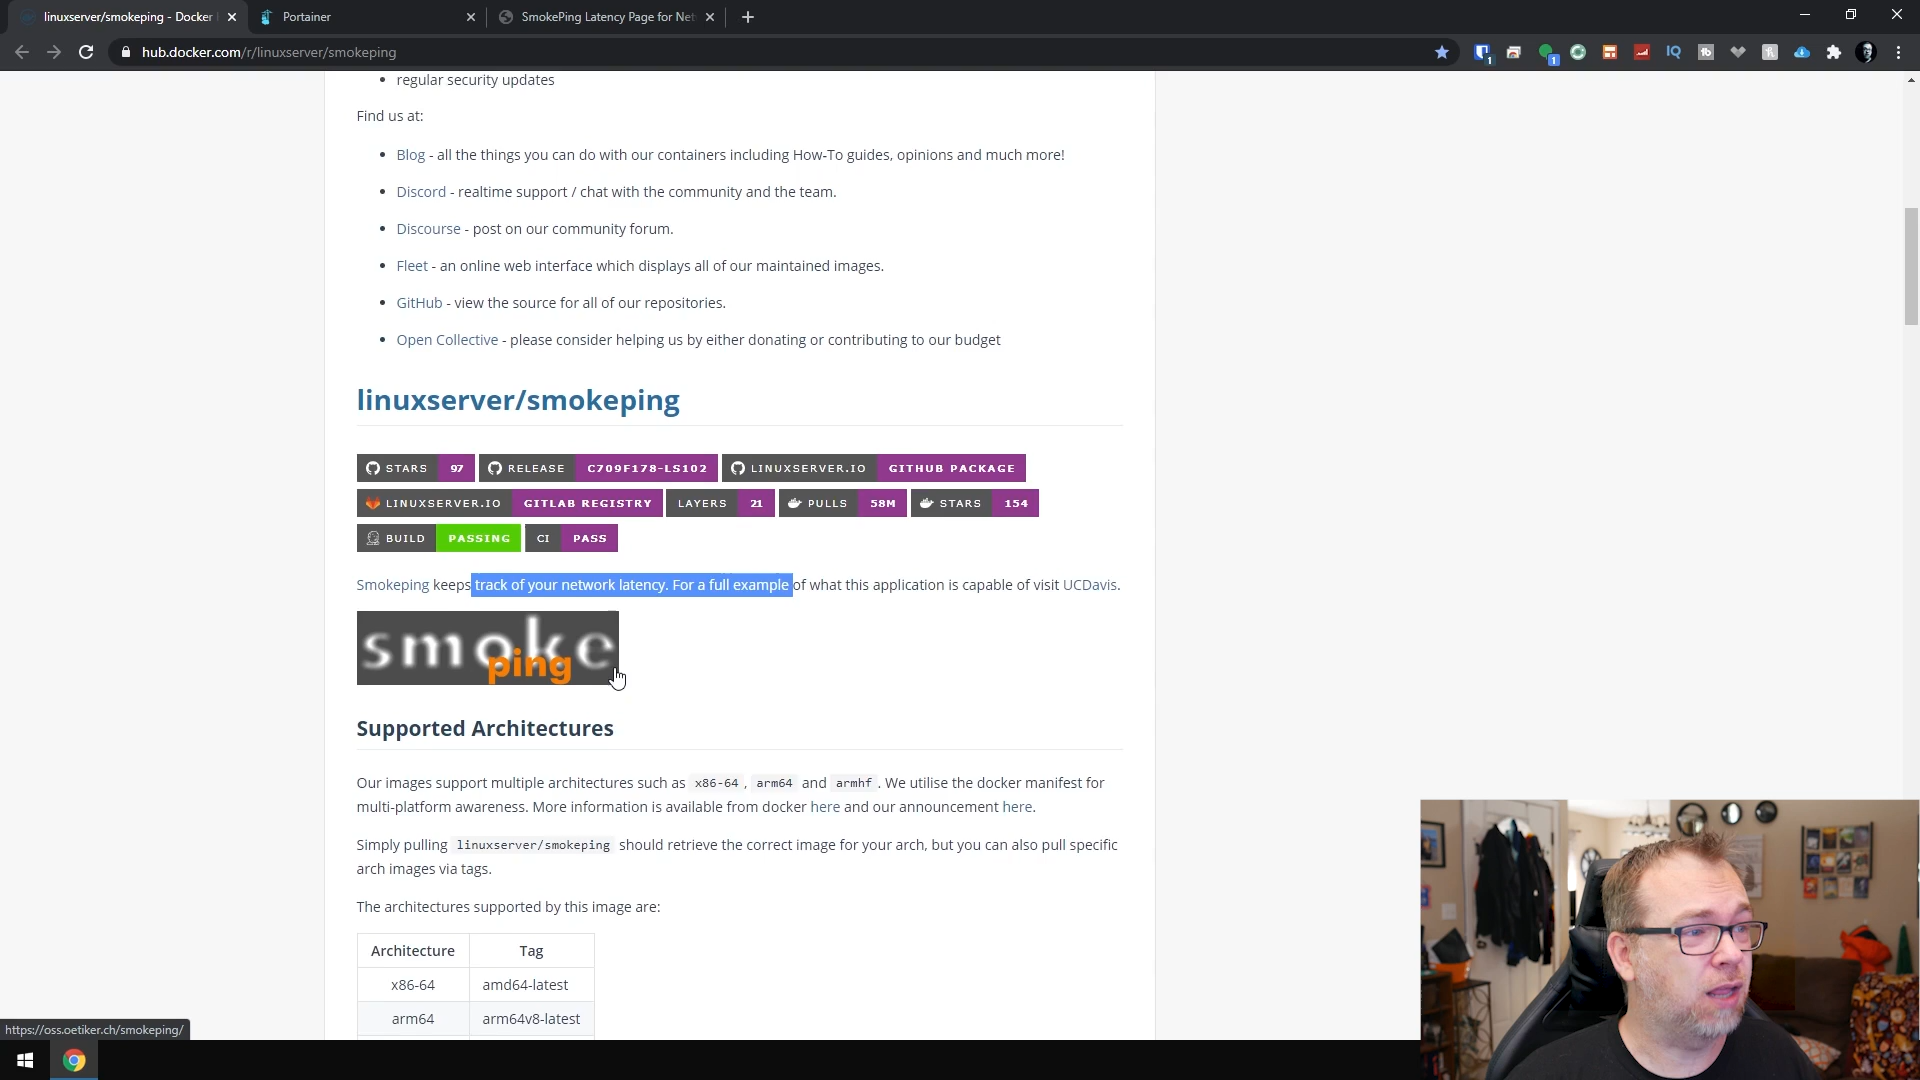 linuxserver/smokeping - Docker
Portainer
SmokePing Latency Page for Net
hub.docker.com/r/linuxserver/smokeping
regular security updates
Find us at:
Blog - all the things you can do with our containers including How-To guides, opinions and much more!
Discord - realtime support / chat with the community and the team.
Discourse - post on our community forum.
Fleet - an online web interface which displays all of our maintained images.
GitHub - view the source for all of our repositories.
Open Collective - please consider helping us by either donating or contributing to our budget
linuxserver/smokeping
STARS 97 RELEASE C709F178-LS102 LINUXSERVER.IO GITHUB PACKAGE
LINUXSERVER.IO GITLAB REGISTRY LAYERS 21 PULLS 58M STARS 154
BUILD PASSING CI PASS
Smokeping keeps track of your network latency. For a full example of what this application is capable of visit UCDavis.
smoke
ping
Supported Architectures
Our images support multiple architectures such as x86-64 , arm64 and armhf . We utilise the docker manifest for
multi-platform awareness. More information is available from docker here and our announcement here.
Simply pulling linuxserver/smokeping should retrieve the correct image for your arch, but you can also pull specific
arch images via tags.
The architectures supported by this image are:
Architecture Tag
x86-64 amd64-latest
arm64 arm64v8-latest
https://oss.oetiker.ch/smokeping/